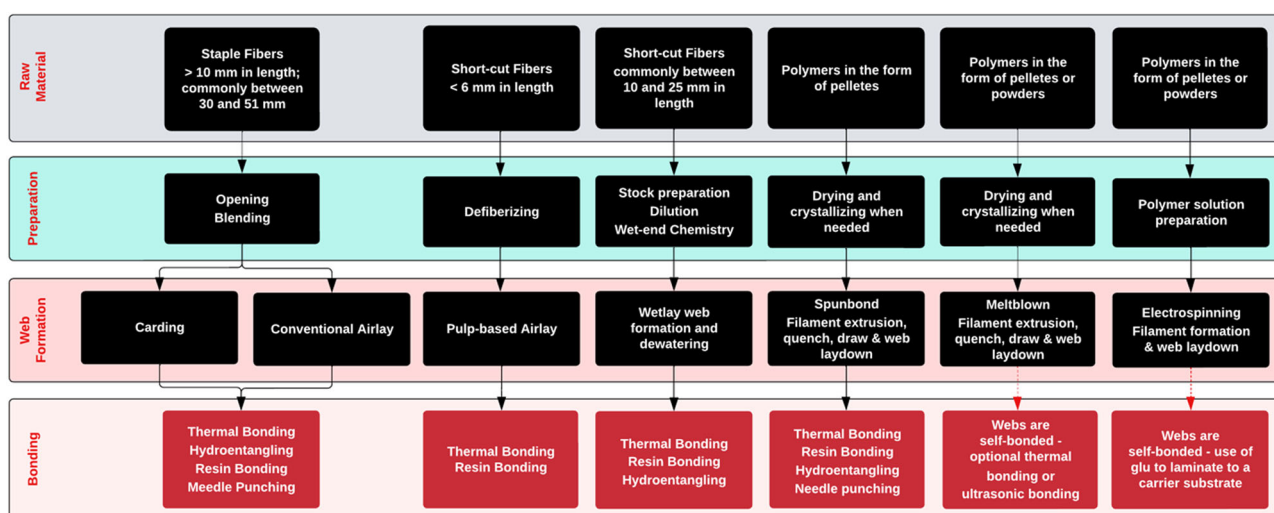 Raw
Material
Staple Fibers
> 10 mm in length;
commonly between
30 and 51 mm
Short-cut Fibers
< 6 mm in length
Short-cut Fibers
commonly between
10 and 25 mm in
length
Polymers in the form
of pelletes
Polymers in the
form of pelletes or
powders
Polymers in the
form of pelletes or
powders
Preparation
Opening
Blending
Defiberizing
Stock preparation
Dilution
Wet-end Chemistry
Drying and
crystallizing when
needed
Drying and
crystallizing when
needed
Polymer solution
preparation
Web
Formation
Carding
Conventional Airlay
Pulp-based Airlay
Wetlay web
formation and
dewatering
Spunbond
Filament extrusion,
quench, draw & web
laydown
Meltblown
Filament extrusion,
quench, draw & web
laydown
Electrospinning
Filament formation
& web laydown
Bonding
Thermal Bonding
Hydroentangling
Resin Bonding
Meedle Punching
Thermal Bonding
Resin Bonding
Thermal Bonding
Resin Bonding
Hydroentangling
Thermal Bonding
Resin Bonding
Hydroentangling
Needle punching
Webs are
self-bonded -
optional thermal
bonding or
ultrasonic bonding
Webs are
self-bonded - use of
glu to laminate to a
carrier substrate